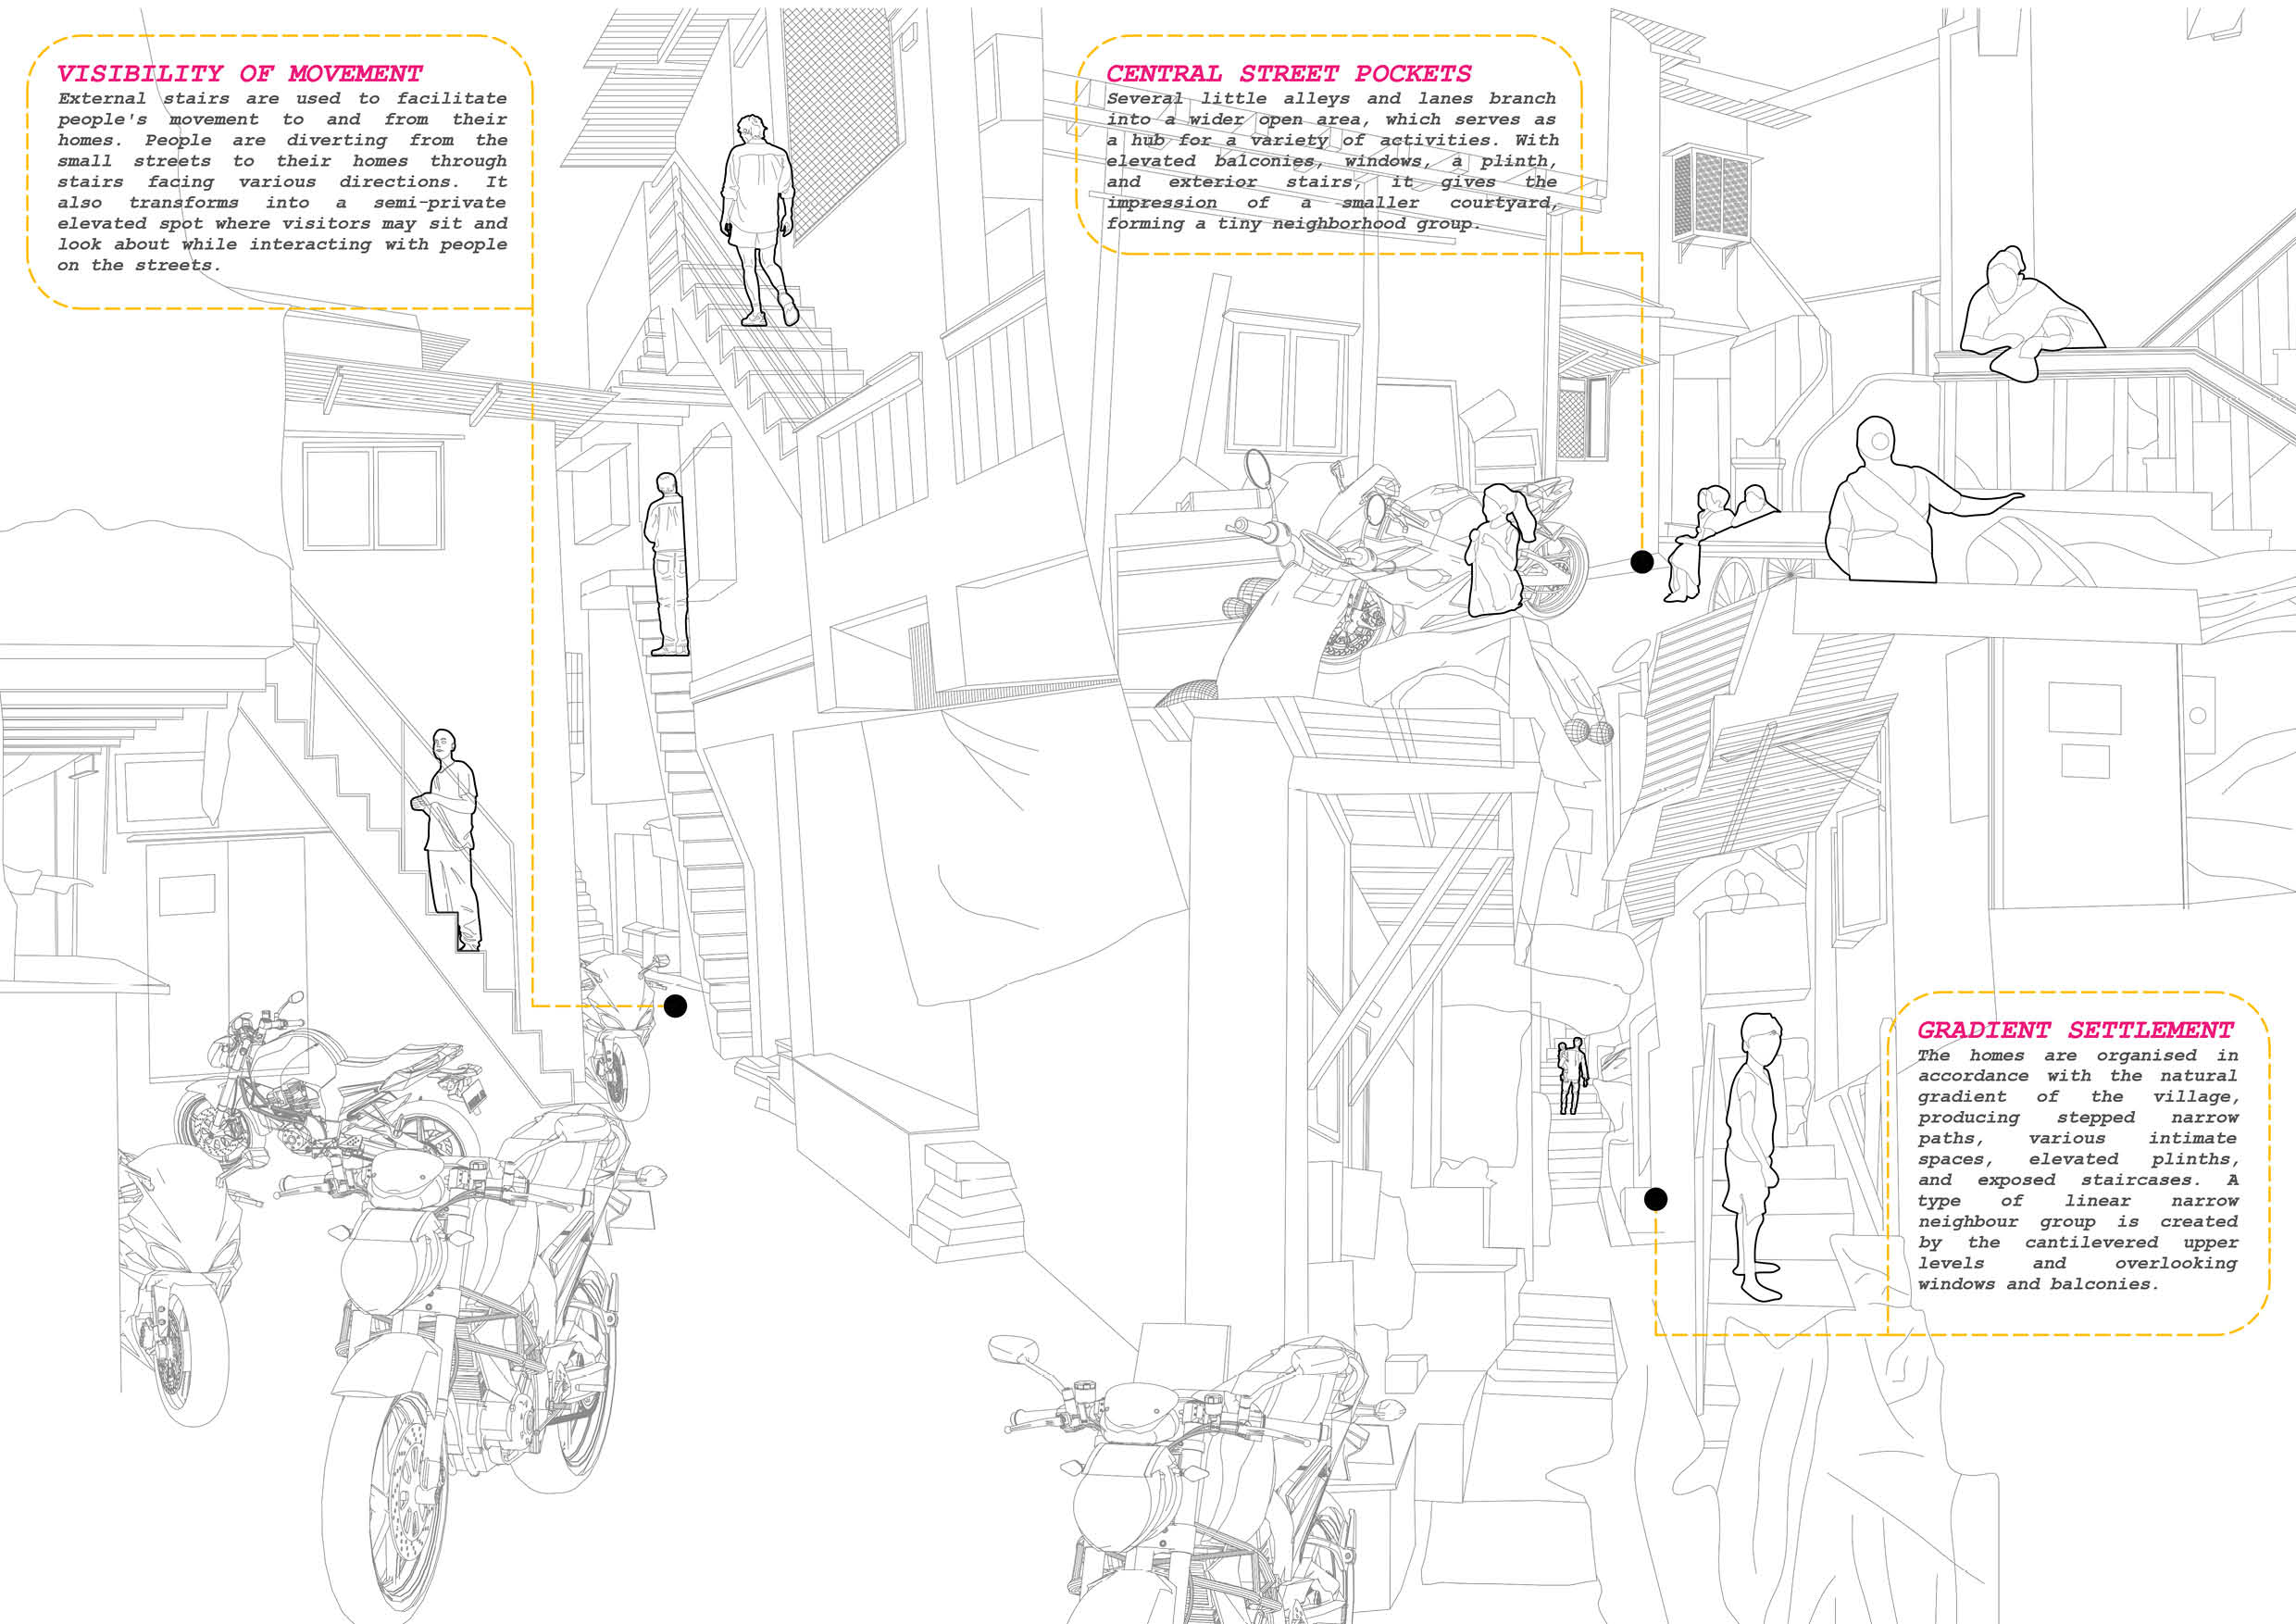 VISIBILITY OF MOVEMENT
External stairs are used to facilitate
people's movement to and from their
homes. People are diverting from the
small streets to their homes through
stairs facing various directions. It
also transforms into a semi-private
elevated spot where visitors may sit and
look about while interacting with people
on the streets.
CENTRAL STREET POCKETS
Several little alleys and lanes branch
into a wider open area, which serves as
a hub for a variety of activities. With
elevated balconies, windows, a plinth,
and exterior stairs, it gives the
impression of a smaller courtyard,
forming a tiny neighborhood group.
GRADIENT SETTLEMENT
The homes are organised in
accordance with the natural
gradient of the village,
producing stepped narrow
paths, various intimate
spaces, elevated plinths,
and exposed staircases. A
type of linear narrow
neighbour group is created
by the cantilevered upper
levels and overlooking
windows and balconies.